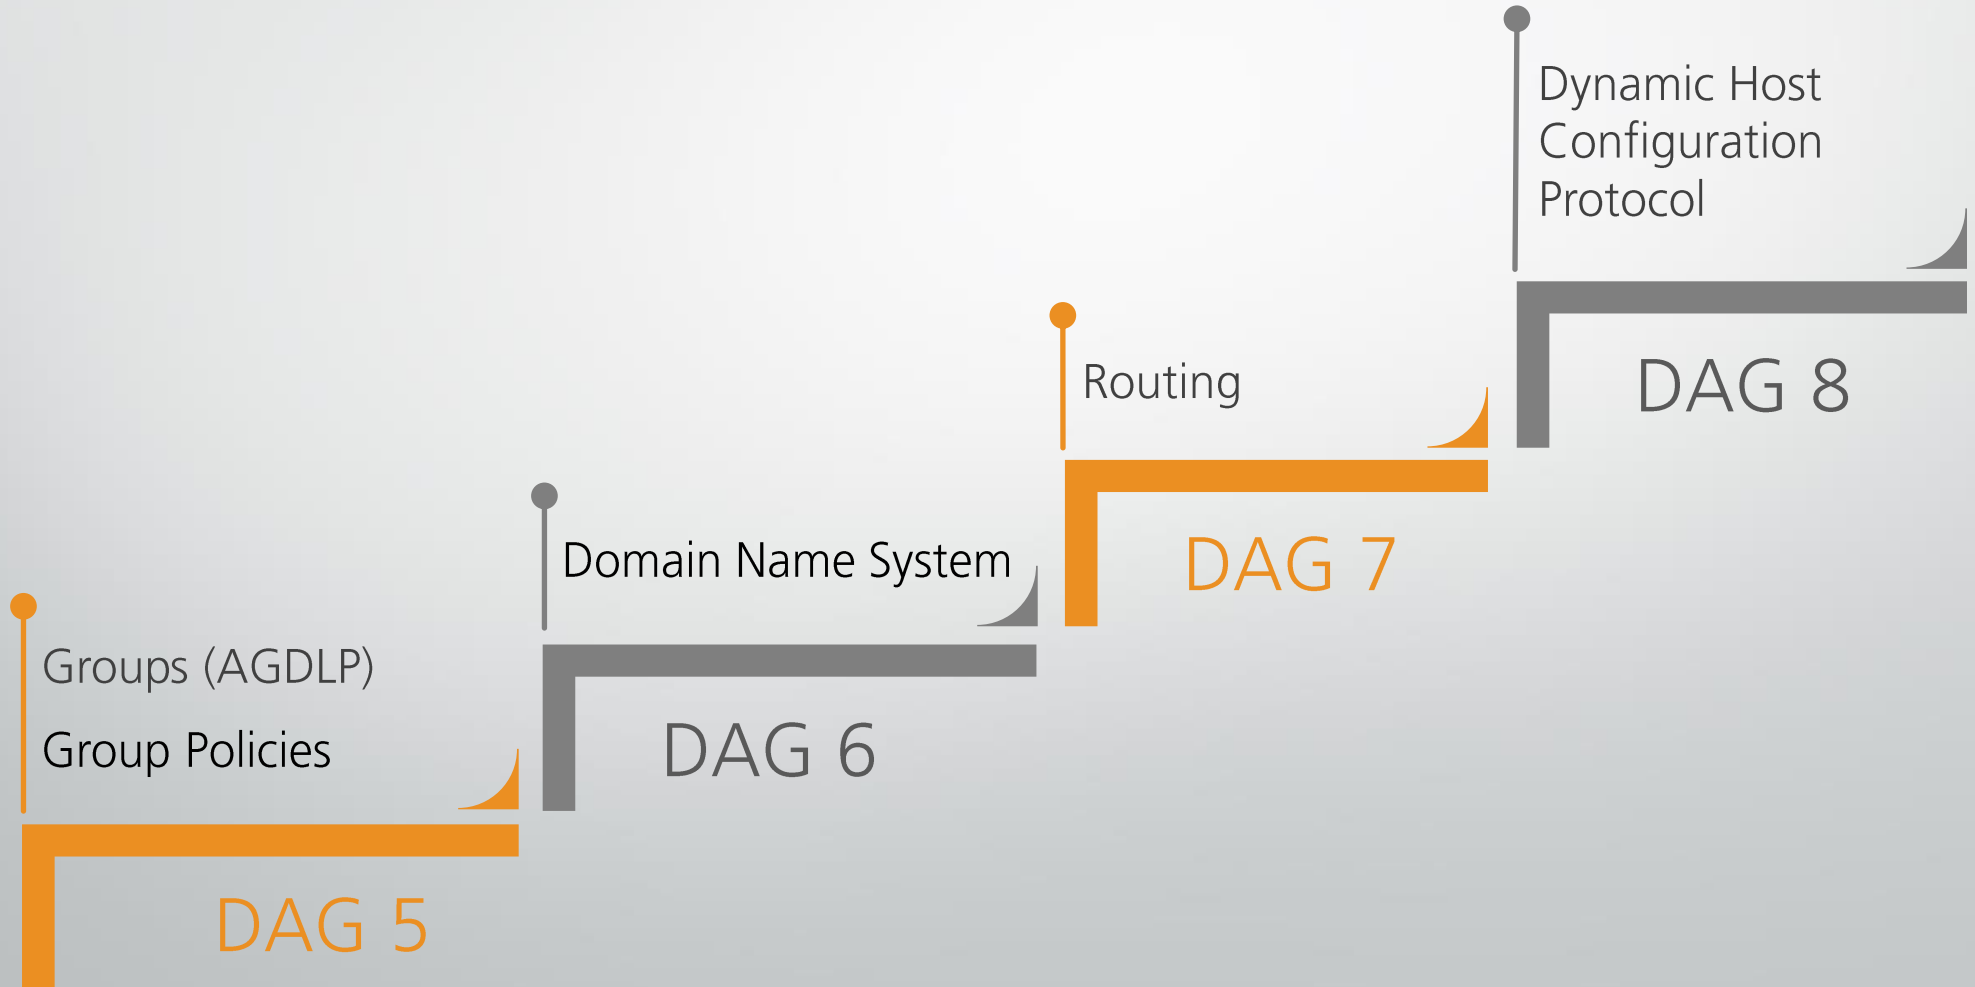 Groups (AGDLP)
Group Policies
DAG 5
Domain Name System
DAG 6
Routing
DAG 7
Dynamic Host
Configuration
Protocol
DAG 8